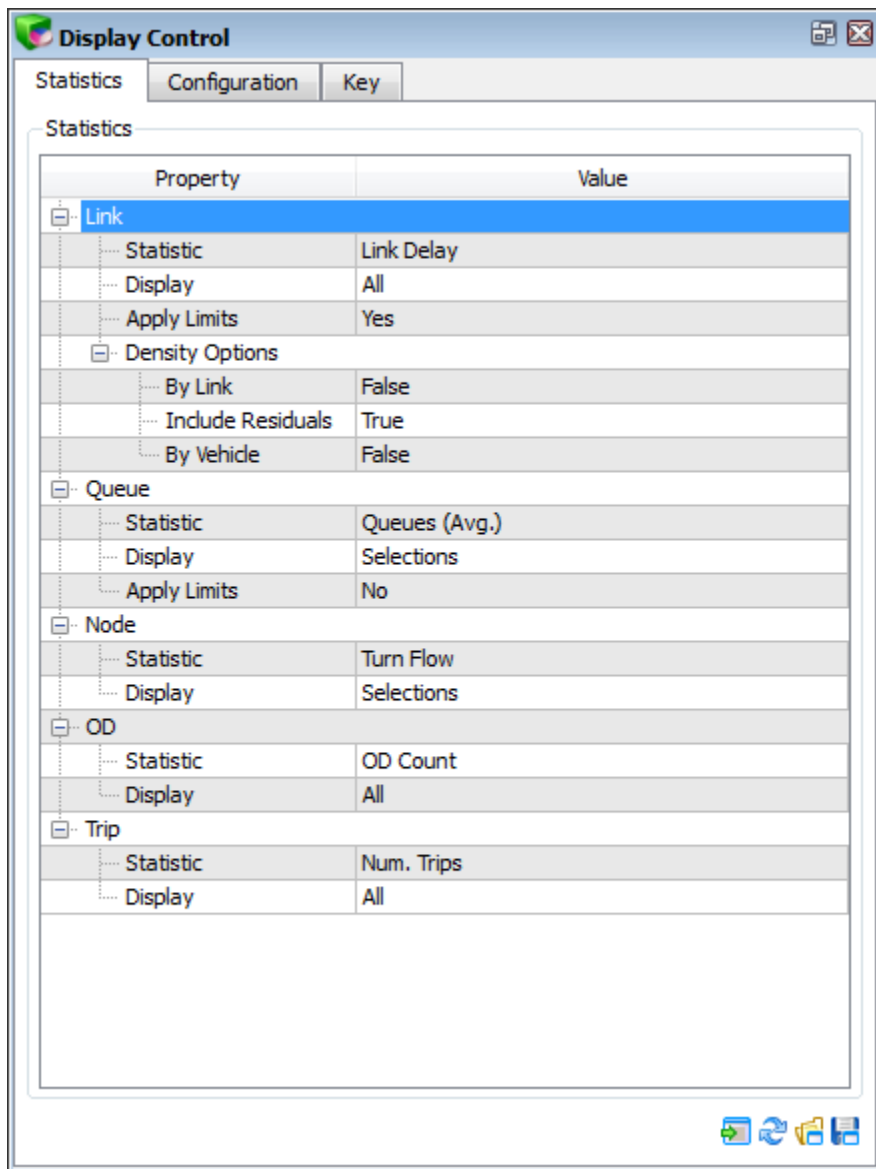 Display Control
Statistics Configuration Key
Statistics
Property Value
Link
Statistic Link Delay
Display All
Apply Limits Yes
Density Options
By Link False
Include Residuals True
By Vehicle False
Queue
Statistic Queues (Avg.)
Display Selections
Apply Limits No
Node
Statistic Turn Flow
Display Selections
OD
Statistic OD Count
Display All
Trip
Statistic Num. Trips
Display All